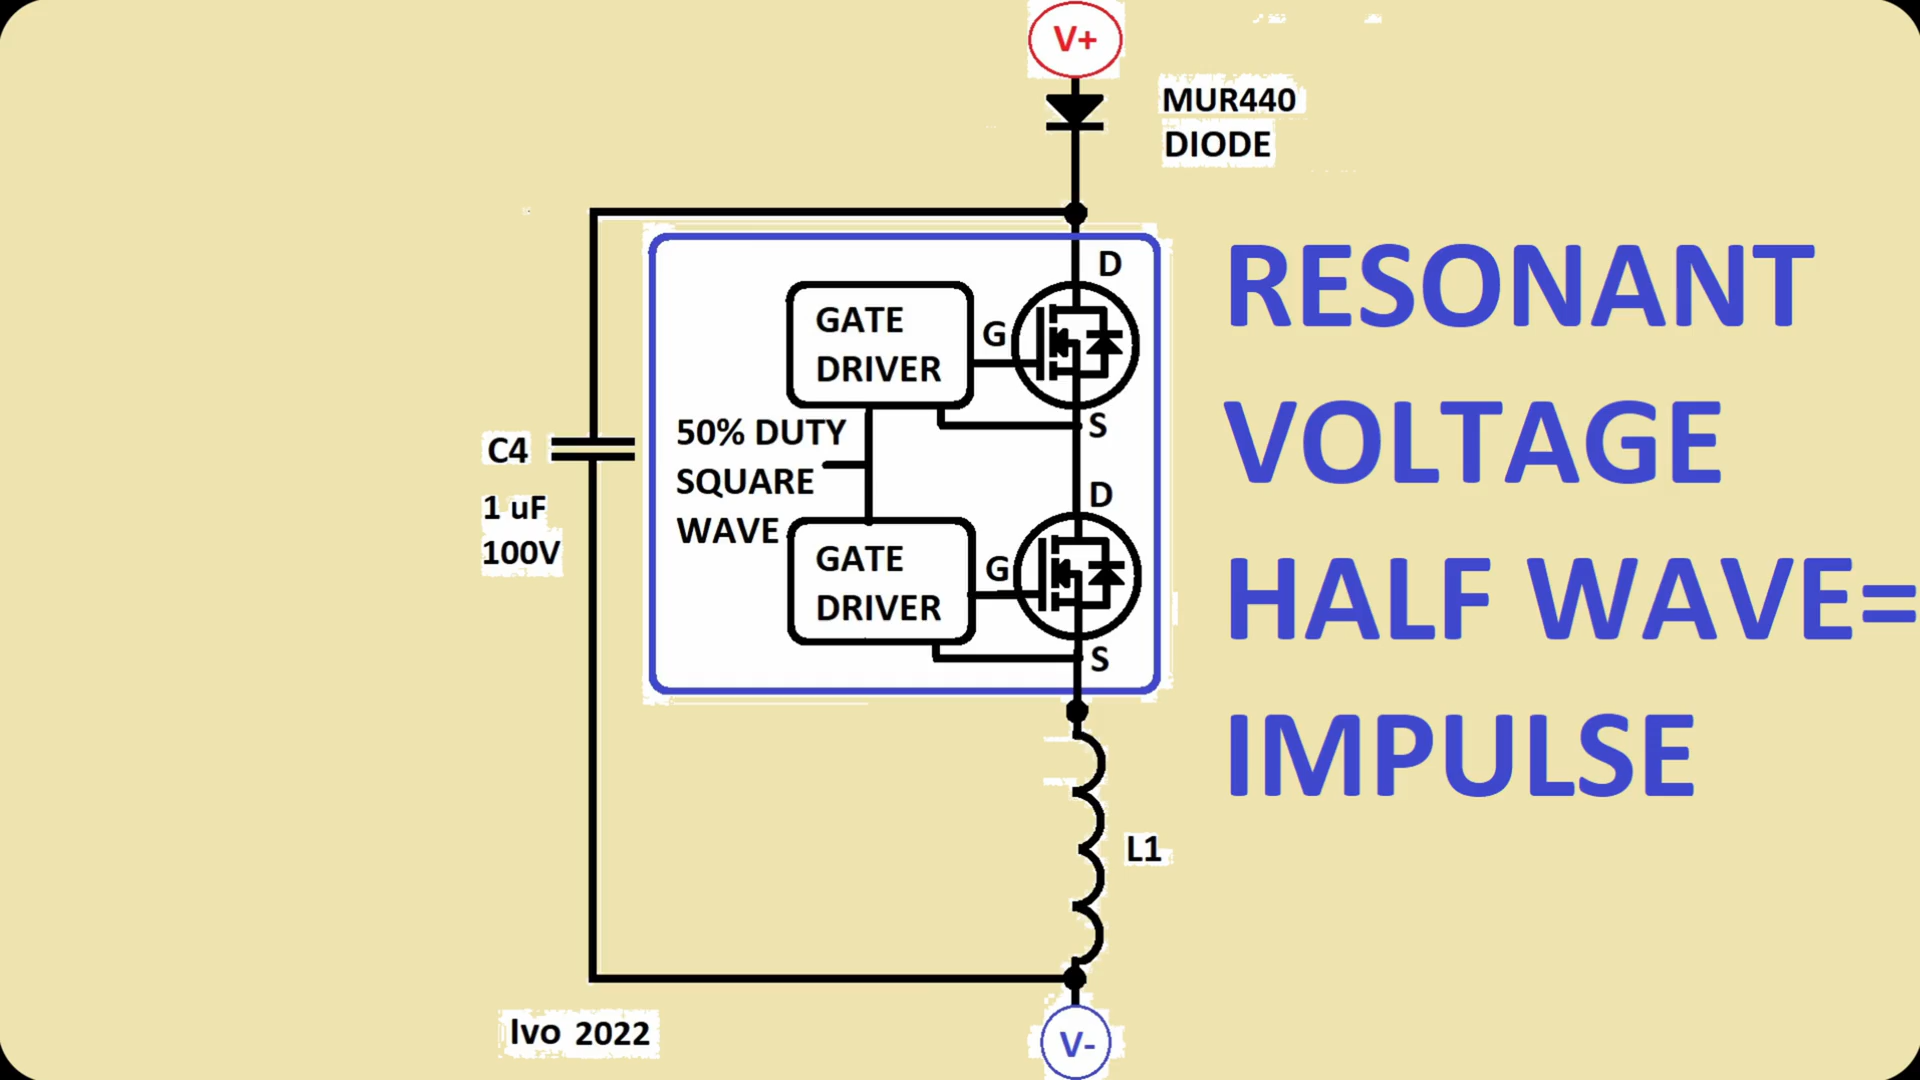 V+
MUR440
DIODE
D
GATE
DRIVER
G
S
50% DUTY
SQUARE
WAVE
D
GATE
DRIVER
G
S
C4
1 uF
100V
RESONANT
VOLTAGE
HALF WAVE=
IMPULSE
L1
Ivo 2022
V-